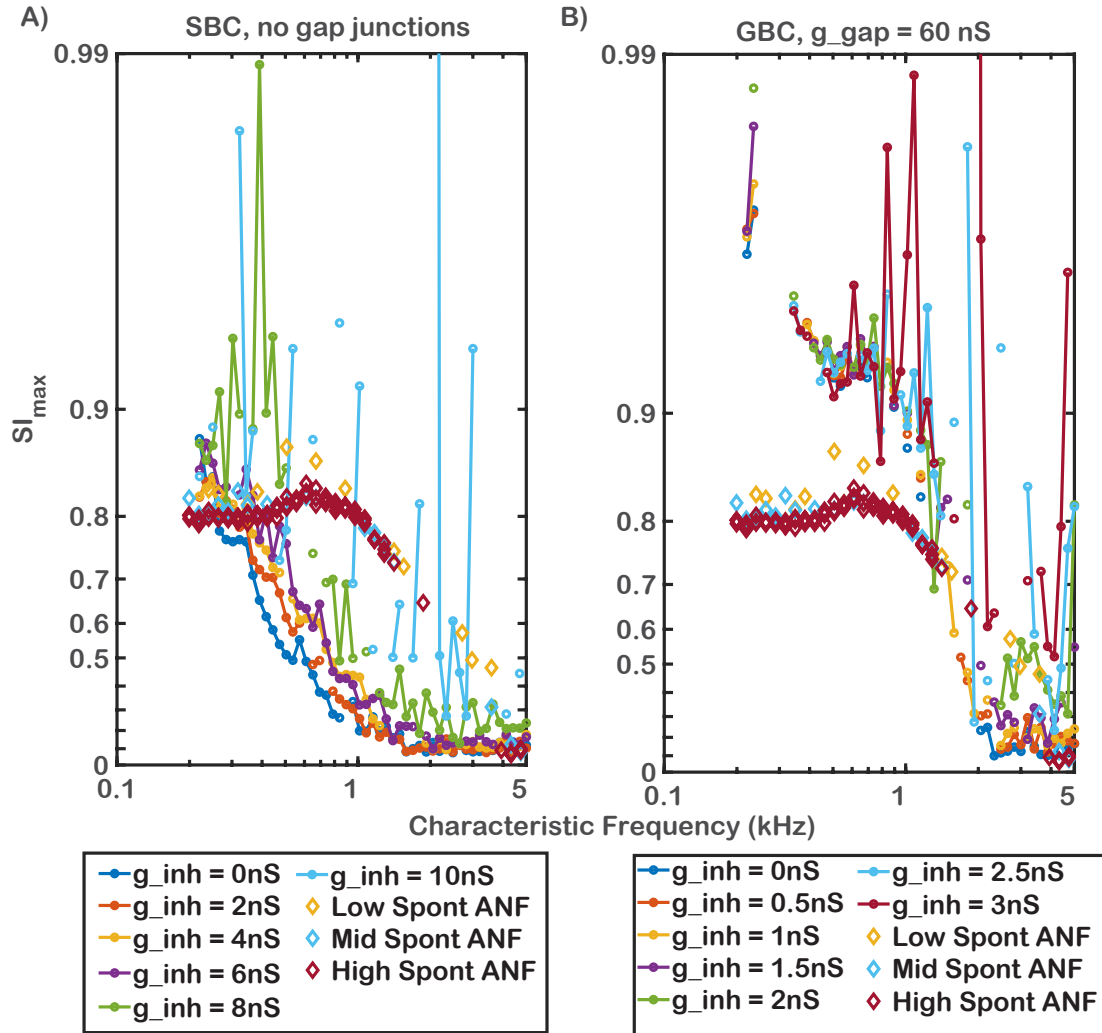 A)
SBC, no gap junctions
0.99
0.9
0.8
0.7
0.6
0.5
0
SI_max
0.1
1
5
B)
GBC, g_gap = 60 nS
0.99
0.9
0.8
0.7
0.6
0.5
0
0.1
1
5
Characteristic Frequency (kHz)
g_inh = 0nS
g_inh = 2nS
g_inh = 4nS
g_inh = 6nS
g_inh = 8nS
g_inh = 10nS
Low Spont ANF
Mid Spont ANF
High Spont ANF
g_inh = 0nS
g_inh = 0.5nS
g_inh = 1nS
g_inh = 1.5nS
g_inh = 2nS
g_inh = 2.5nS
g_inh = 3nS
Low Spont ANF
Mid Spont ANF
High Spont ANF